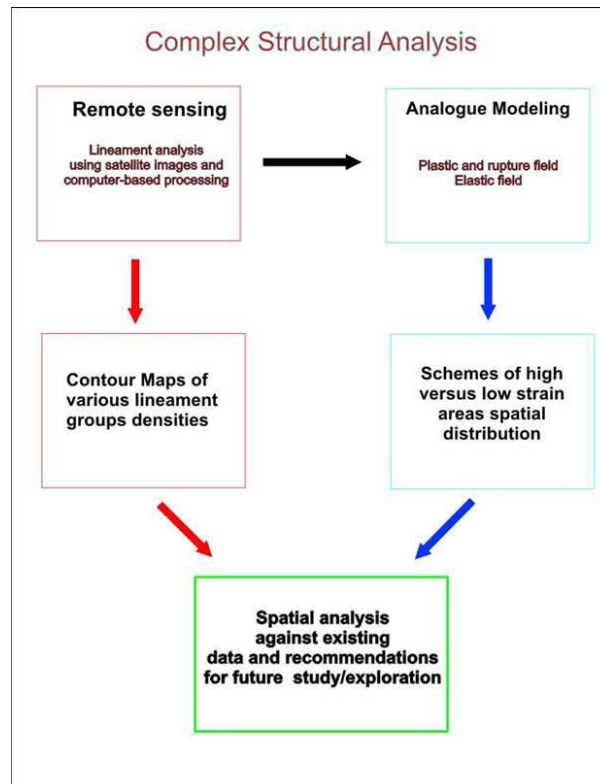 Complex Structural Analysis
Remote sensing
Lineament analysis
using satellite images and
computer-based processing
Analogue Modeling
Plastic and rupture field
Elastic field
Contour Maps of
various lineament
groups densities
Schemes of high
versus low strain
areas spatial
distribution
Spatial analysis
against existing
data and recommendations
for future study/exploration